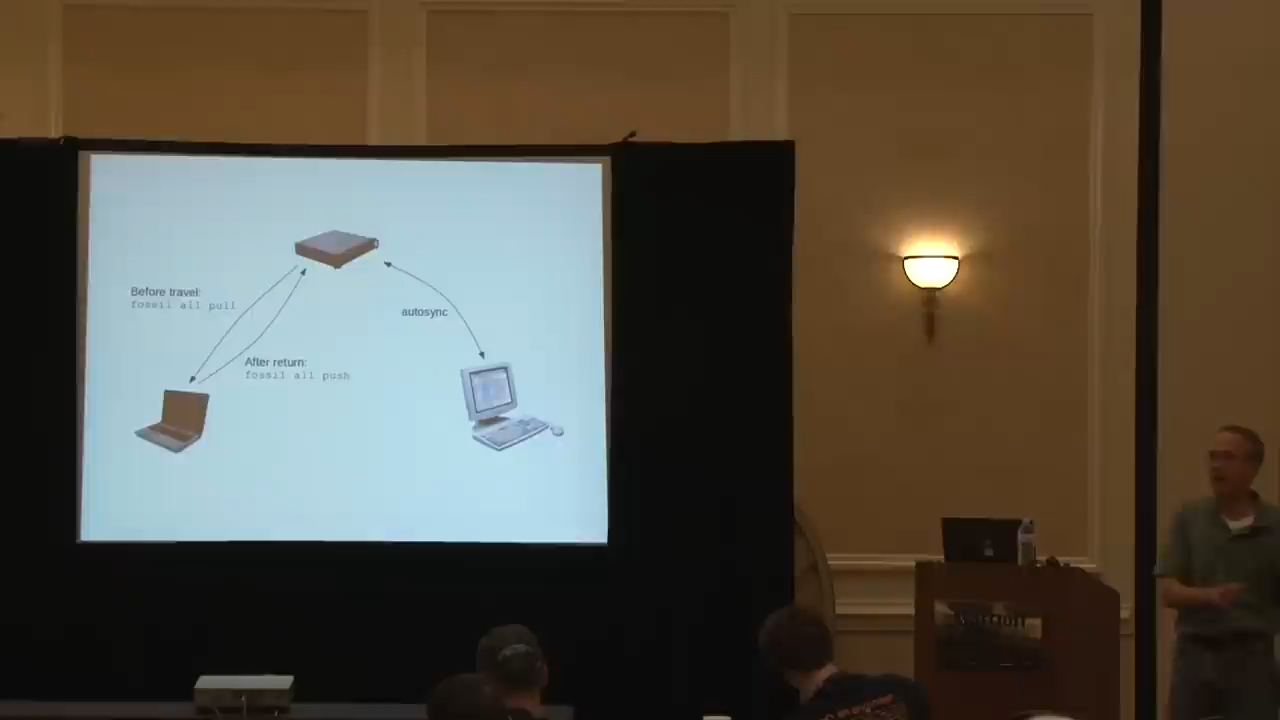 Before travel:
fossil all pull
autosync
After return:
fossil all push